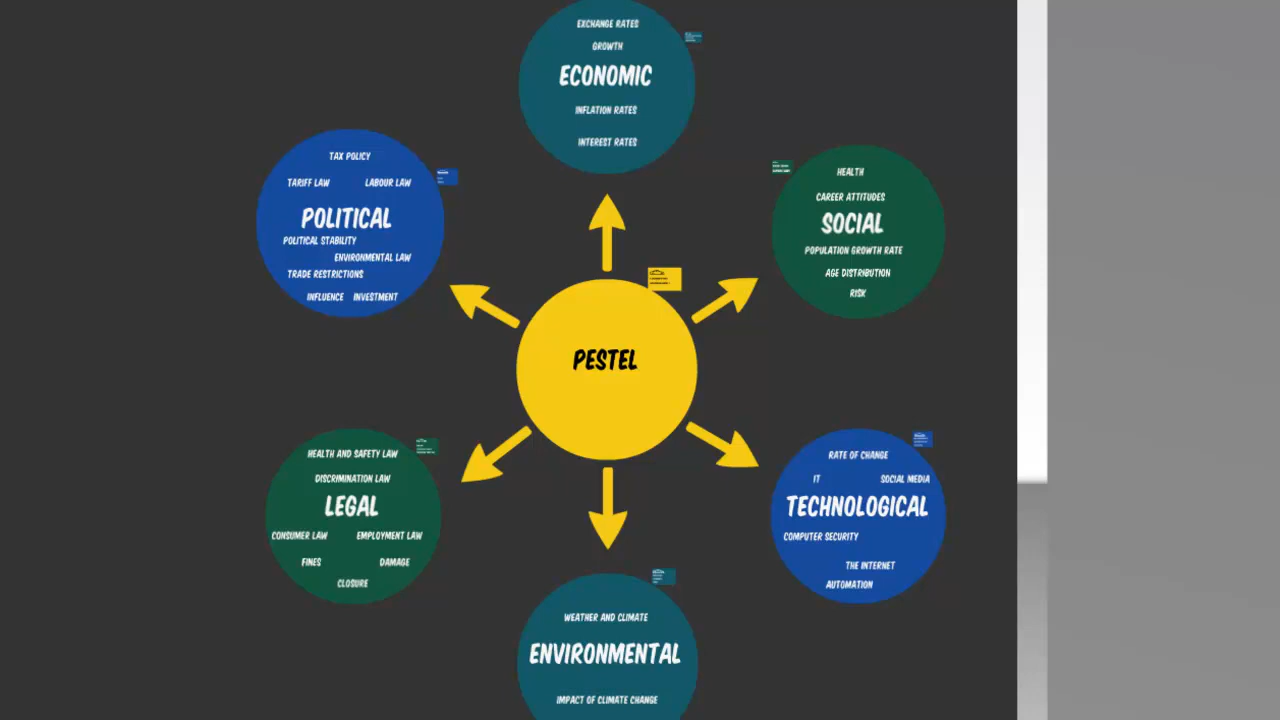 EXCHANGE RATES
GROWTH
ECONOMIC
INFLATION RATES
INTEREST RATES
TAX POLICY
TARIFF LAW LABOUR LAW
POLITICAL
POLITICAL STABILITY
ENVIRONMENTAL LAW
TRADE RESTRICTIONS
INFLUENCE INVESTMENT
HEALTH
CAREER ATTITUDES
SOCIAL
POPULATION GROWTH RATE
AGE DISTRIBUTION
RISK
PESTEL
HEALTH AND SAFETY LAW
DISCRIMINATION LAW
LEGAL
CONSUMER LAW EMPLOYMENT LAW
FINES DAMAGE
CLOSURE
RATE OF CHANGE
IT SOCIAL MEDIA
TECHNOLOGICAL
COMPUTER SECURITY
THE INTERNET
AUTOMATION
WEATHER AND CLIMATE
ENVIRONMENTAL
IMPACT OF CLIMATE CHANGE